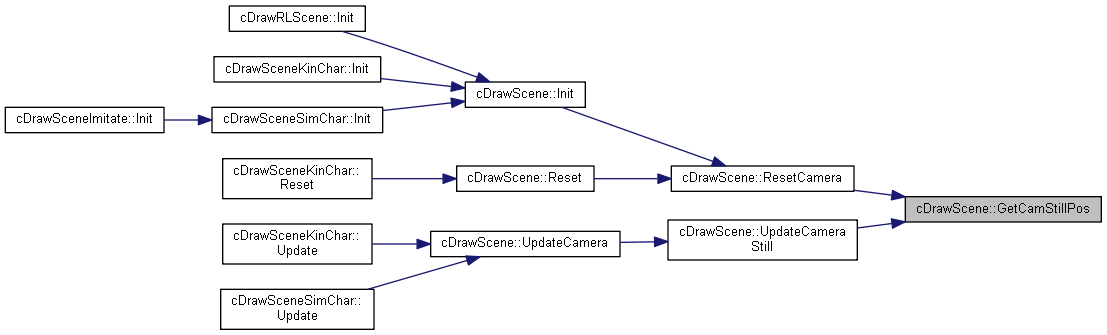 cDrawRLScene::Init
cDrawSceneKinChar::Init
cDrawScene::Init
cDrawSceneImitate::Init
cDrawSceneSimChar::Init
cDrawSceneKinChar::
Reset
cDrawScene::Reset
cDrawScene::ResetCamera
cDrawScene::GetCamStillPos
cDrawSceneKinChar::
Update
cDrawScene::UpdateCamera
cDrawScene::UpdateCamera
Still
cDrawSceneSimChar::
Update